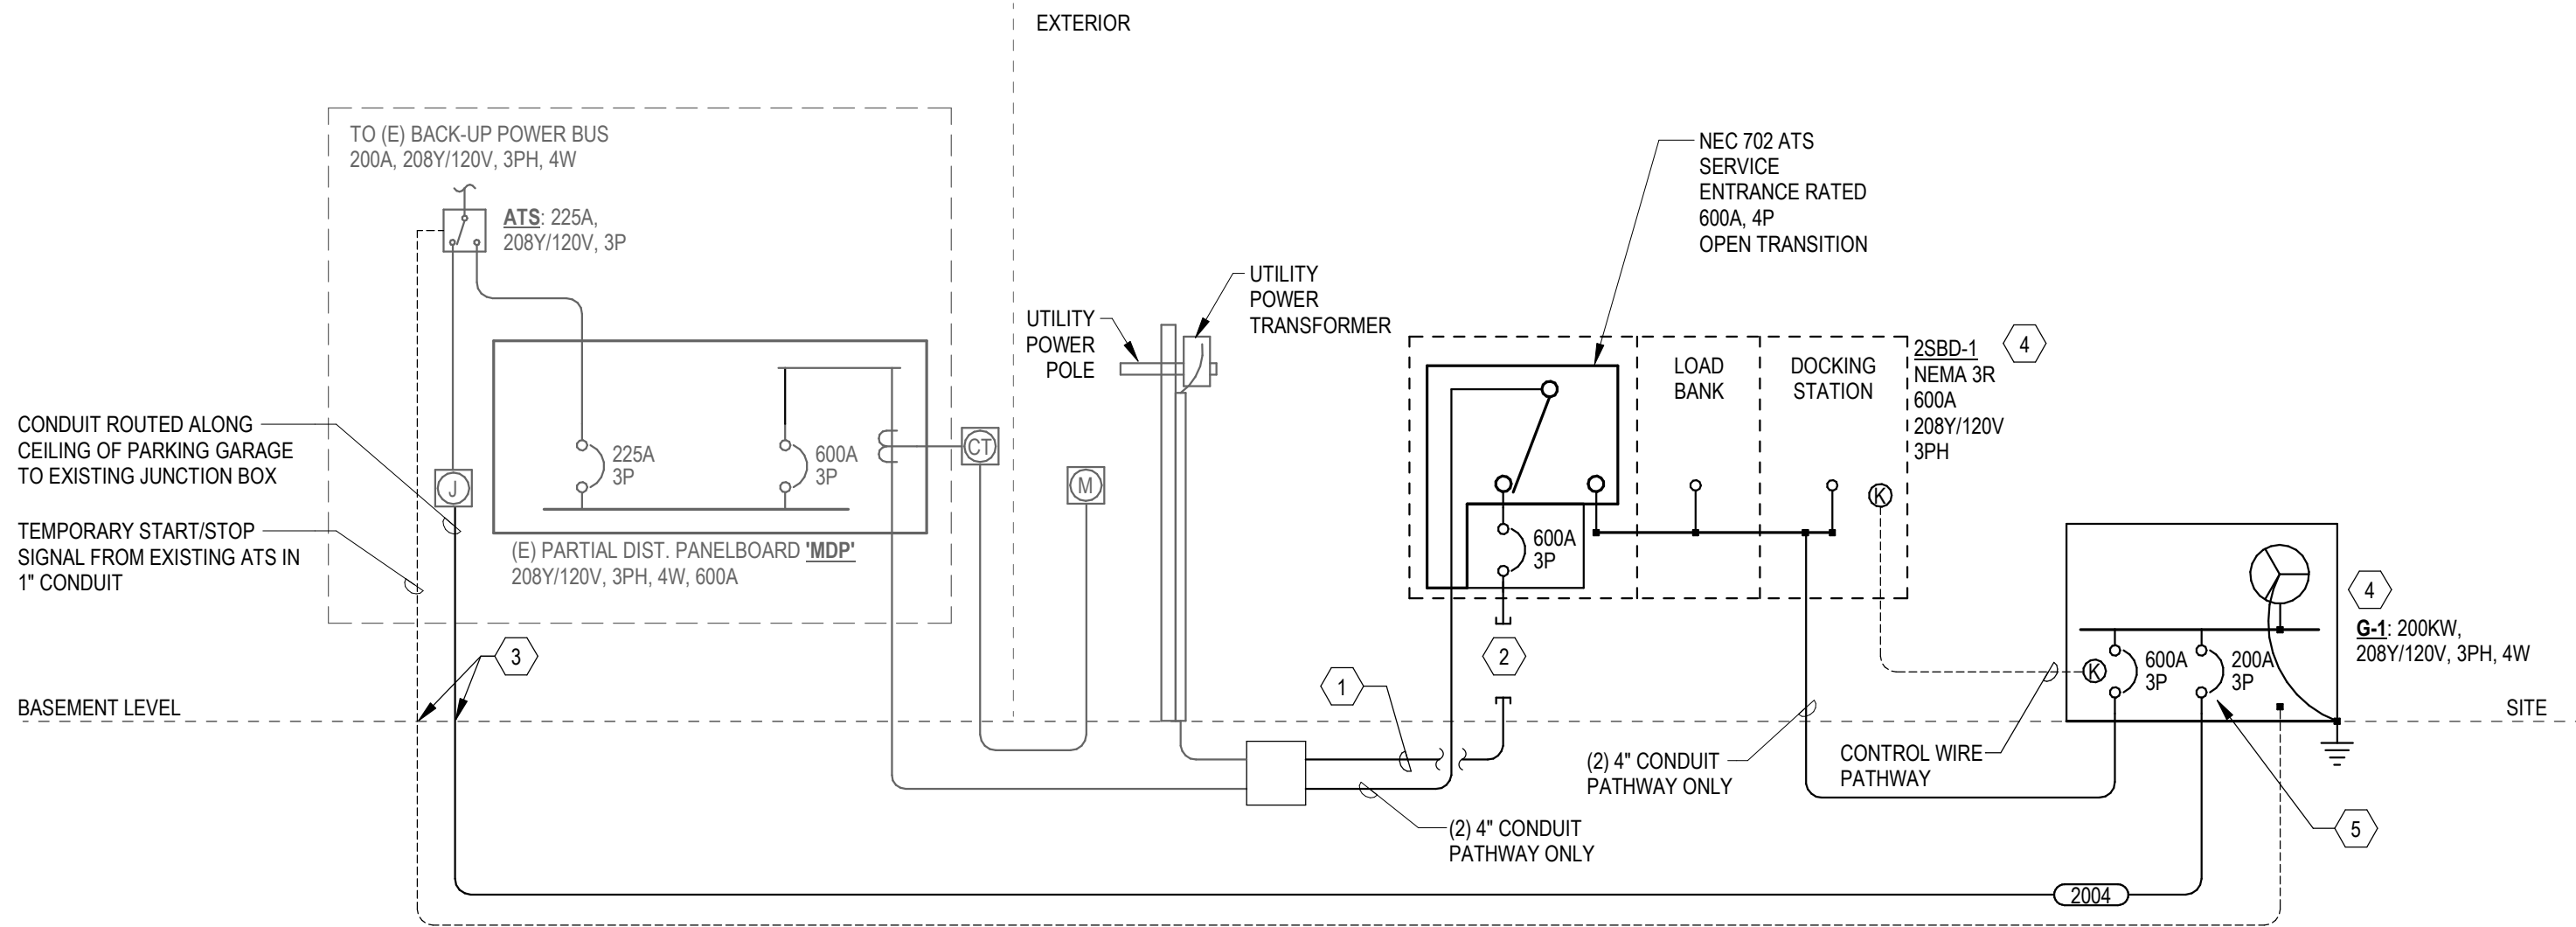 EXTERIOR
TO (E) BACK-UP POWER BUS
200A, 208Y/120V, 3PH, 4W
ATS: 225A,
208Y/120V, 3P
NEC 702 ATS
SERVICE
ENTRANCE RATED
600A, 4P
OPEN TRANSITION
UTILITY
POWER
TRANSFORMER
UTILITY
POWER
POLE
LOAD
BANK
DOCKING
STATION
2SBD-1
NEMA 3R
600A
208Y/120V
3PH
4
CONDUIT ROUTED ALONG
CEILING OF PARKING GARAGE
TO EXISTING JUNCTION BOX
J
225A
3P
600A
3P
CT
M
K
TEMPORARY START/STOP
SIGNAL FROM EXISTING ATS IN
1" CONDUIT
(E) PARTIAL DIST. PANELBOARD 'MDP'
208Y/120V, 3PH, 4W, 600A
600A
3P
4
G-1: 200KW,
208Y/120V, 3PH, 4W
K
600A
3P
200A
3P
3
2
1
BASEMENT LEVEL
SITE
(2) 4" CONDUIT
PATHWAY ONLY
CONTROL WIRE
PATHWAY
(2) 4" CONDUIT
PATHWAY ONLY
5
2004